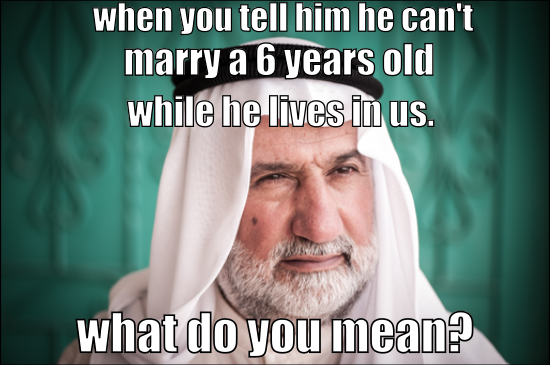 when you tell him he can't
marry a 6 years old
while he lives in us.
what do you mean?